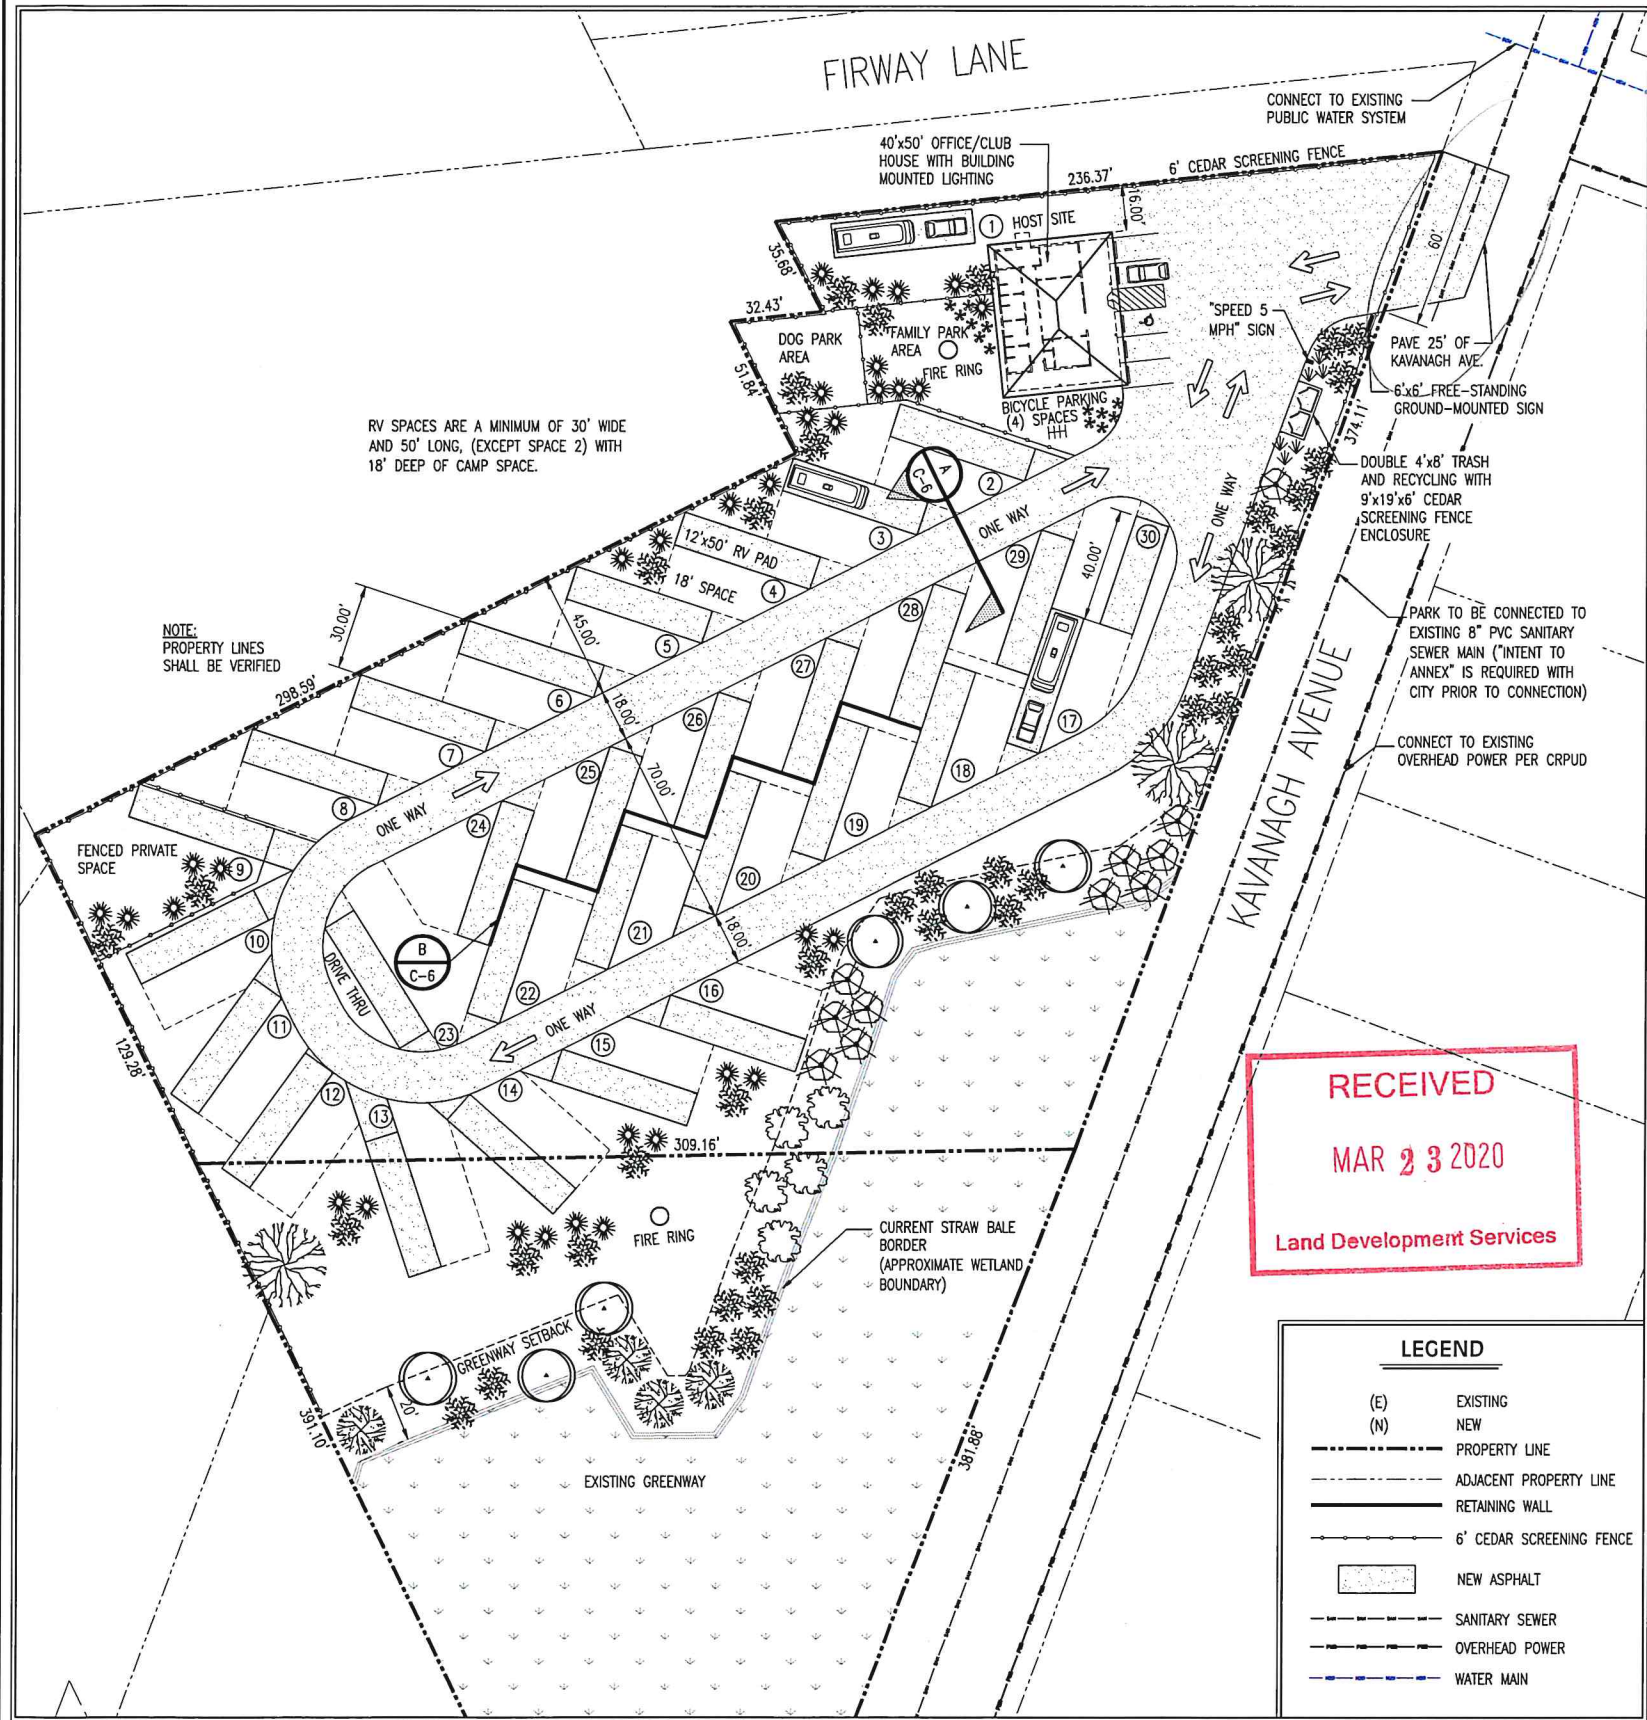 FIRWAY LANE
CONNECT TO EXISTING
PUBLIC WATER SYSTEM
40'x50' OFFICE/CLUB
HOUSE WITH BUILDING
MOUNTED LIGHTING
236.37'
6' CEDAR SCREENING FENCE
16.00'
1
HOST SITE
35.68'
60'
32.43'
DOG PARK
AREA
FAMILY PARK
AREA
FIRE RING
"SPEED 5
MPH" SIGN
PAVE 25' OF
KAVANAGH AVE.
51.84'
BICYCLE PARKING
(4) SPACES
6'x6' FREE-STANDING
GROUND-MOUNTED SIGN
374.11'
RV SPACES ARE A MINIMUM OF 30' WIDE
AND 50' LONG, (EXCEPT SPACE 2) WITH
18' DEEP OF CAMP SPACE.
DOUBLE 4'x8' TRASH
AND RECYCLING WITH
9'x19'x6' CEDAR
SCREENING FENCE
ENCLOSURE
A
C-6
2
ONE WAY
ONE WAY
3
29
30
40.00'
12'x50' RV PAD
18' SPACE
4
28
5
27
45.00'
30.00'
NOTE:
PROPERTY LINES
SHALL BE VERIFIED
PARK TO BE CONNECTED TO
EXISTING 8" PVC SANITARY
SEWER MAIN ("INTENT TO
ANNEX" IS REQUIRED WITH
CITY PRIOR TO CONNECTION)
298.59'
6
18.00'
26
17
7
25
70.00'
18
CONNECT TO EXISTING
OVERHEAD POWER PER CRPUD
KAVANAGH AVENUE
8
ONE WAY
24
19
FENCED PRIVATE
SPACE
9
20
10
21
18.00'
B
C-6
DRIVE THRU
22
16
11
23
ONE WAY
15
129.28'
12
13
14
309.16'
RECEIVED
MAR 23 2020
Land Development Services
FIRE RING
CURRENT STRAW BALE
BORDER
(APPROXIMATE WETLAND
BOUNDARY)
GREENWAY SETBACK
20'
391.10'
381.88'
EXISTING GREENWAY
LEGEND
(E) EXISTING
(N) NEW
PROPERTY LINE
ADJACENT PROPERTY LINE
RETAINING WALL
6' CEDAR SCREENING FENCE
NEW ASPHALT
SANITARY SEWER
OVERHEAD POWER
WATER MAIN